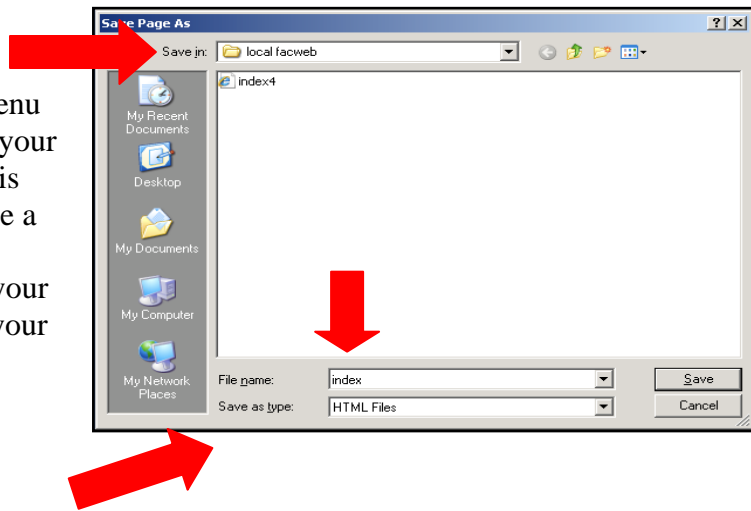 Save Page As
Save in: local facweb
index4
My Recent
Documents
Desktop
My Documents
My Computer
My Network
Places
File name: index
Save
Save as type: HTML Files
Cancel
enu
your
is
e a
your
your